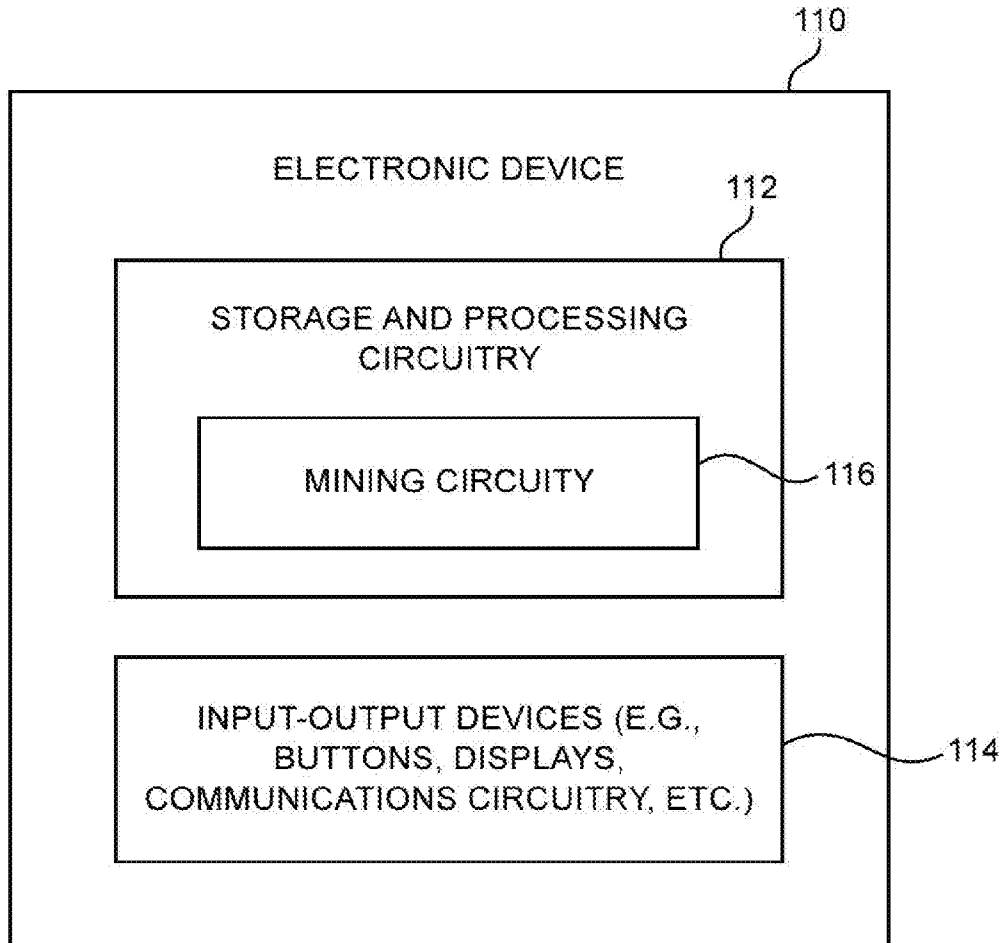 110
ELECTRONIC DEVICE
112
STORAGE AND PROCESSING
CIRCUITRY
MINING CIRCUITY
116
INPUT-OUTPUT DEVICES (E.G.,
BUTTONS, DISPLAYS,
COMMUNICATIONS CIRCUITRY, ETC.)
114